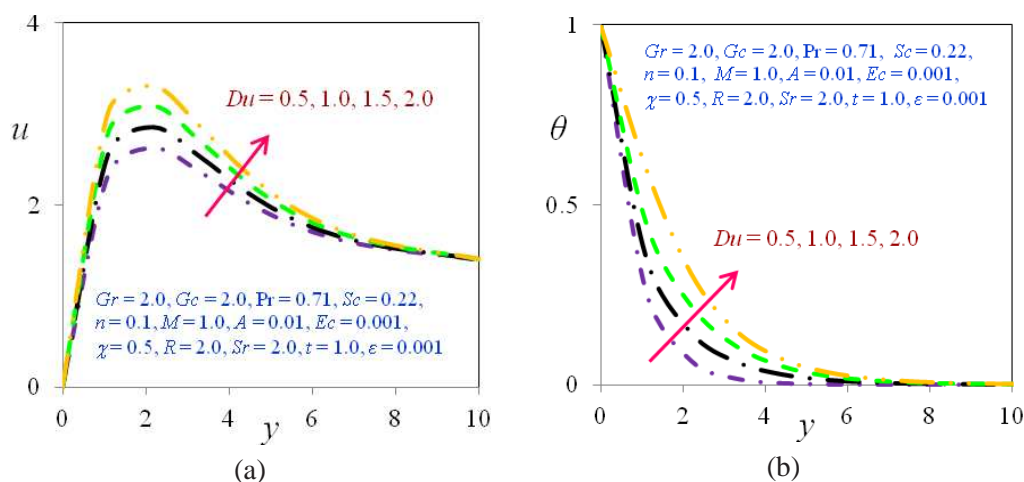 4
Du = 0.5, 1.0, 1.5, 2.0
u
2
Gr = 2.0, Gc = 2.0, Pr = 0.71, Sc = 0.22,
n = 0.1, M = 1.0, A = 0.01, Ec = 0.001,
χ = 0.5, R = 2.0, Sr = 2.0, t = 1.0, ε = 0.001
0
0 2 4 6 8 10
y
(a)
1
Gr = 2.0, Gc = 2.0, Pr = 0.71, Sc = 0.22,
n = 0.1, M = 1.0, A = 0.01, Ec = 0.001,
χ = 0.5, R = 2.0, Sr = 2.0, t = 1.0, ε = 0.001
θ
0.5
Du = 0.5, 1.0, 1.5, 2.0
0
0 2 4 6 8 10
y
(b)